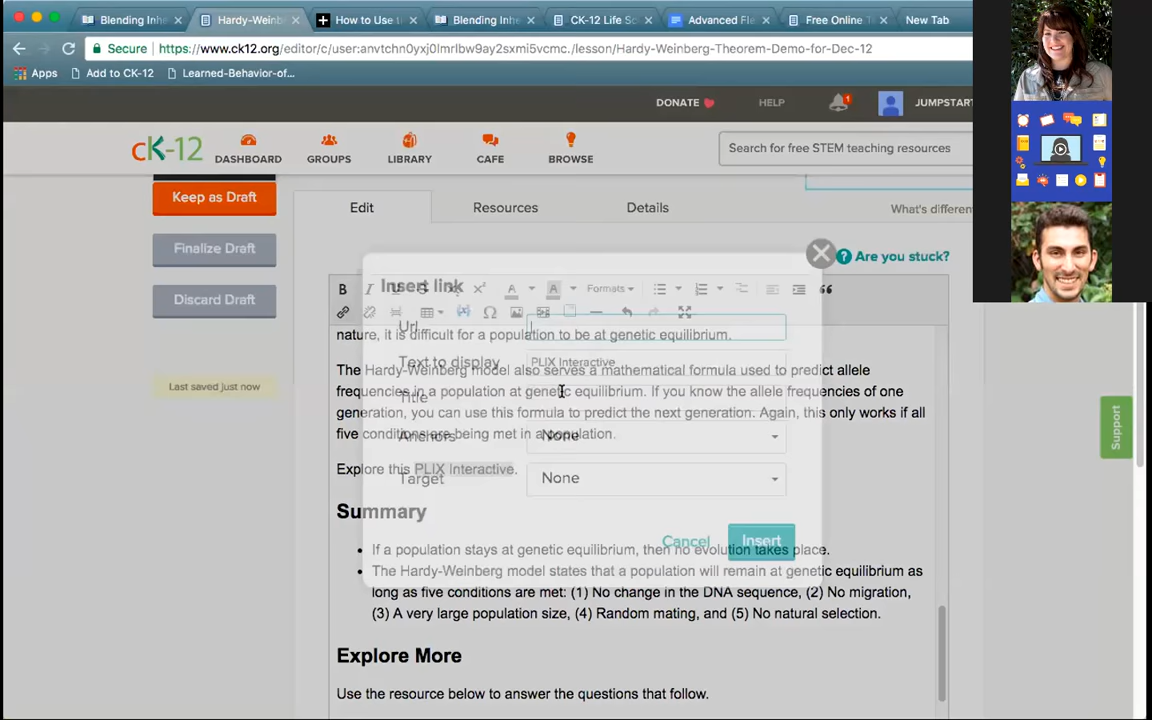 Blending Inhe
Hardy-Weinb
How to Use t
Blending Inhe
CK-12 Life Sc
Advanced Fle
Free Online T
New Tab
Secure
https://www.ck12.org/editor/c/user:anvtchn0yxj0lmrlbw9ay2sxmi5vcmc./lesson/Hardy-Weinberg-Theorem-Demo-for-Dec-12
Apps
Add to CK-12
Learned-Behavior-of...
DONATE
HELP
1
JUMPSTART
cK-12
DASHBOARD
GROUPS
LIBRARY
CAFE
BROWSE
Search for free STEM teaching resources
Keep as Draft
Finalize Draft
Discard Draft
Last saved just now
Edit
Resources
Details
What's differen
Are you stuck?
Insert link
Formats
Url
Text to display
PLIX Interactive
Title
Anchors
None
Target
None
Cancel
Insert
nature, it is difficult for a population to be at genetic equilibrium.
The Hardy-Weinberg model also serves a mathematical formula used to predict allele
frequencies in a population at genetic equilibrium. If you know the allele frequencies of one
generation, you can use this formula to predict the next generation. Again, this only works if all
five conditions are being met in a population.
Explore this PLIX Interactive.
Summary
If a population stays at genetic equilibrium, then no evolution takes place.
The Hardy-Weinberg model states that a population will remain at genetic equilibrium as
long as five conditions are met: (1) No change in the DNA sequence, (2) No migration,
(3) A very large population size, (4) Random mating, and (5) No natural selection.
Explore More
Use the resource below to answer the questions that follow.
Support